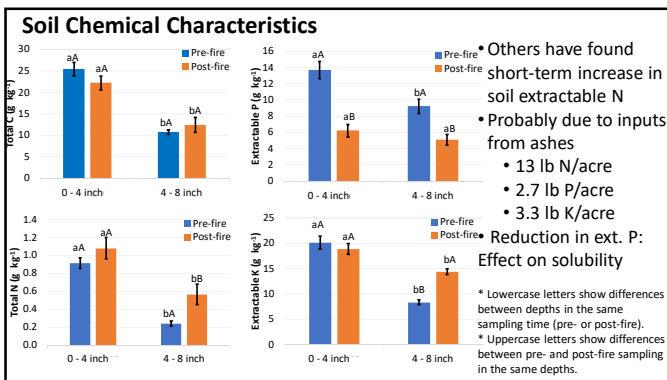 Soil Chemical Characteristics
Total C (g kg⁻¹)
30
25
20
15
10
5
0
aA
aA
bA
bA
Pre-fire
Post-fire
0 - 4 inch
4 - 8 inch
Extractable P (g kg⁻¹)
16
14
12
10
8
6
4
2
0
aA
aB
bA
aB
Pre-fire
Post-fire
0 - 4 inch
4 - 8 inch
Total N (g kg⁻¹)
1.4
1.2
1.0
0.8
0.6
0.4
0.2
0.0
aA
aA
bA
bB
Pre-fire
Post-fire
0 - 4 inch
4 - 8 inch
Extractable K (g kg⁻¹)
25
20
15
10
5
0
aA
aA
bB
bA
Pre-fire
Post-fire
0 - 4 inch
4 - 8 inch
• Others have found
short-term increase in
soil extractable N
• Probably due to inputs
from ashes
• 13 lb N/acre
• 2.7 lb P/acre
• 3.3 lb K/acre
• Reduction in ext. P:
Effect on solubility
* Lowercase letters show differences
between depths in the same
sampling time (pre- or post-fire).
* Uppercase letters show differences
between pre- and post-fire sampling
in the same depths.